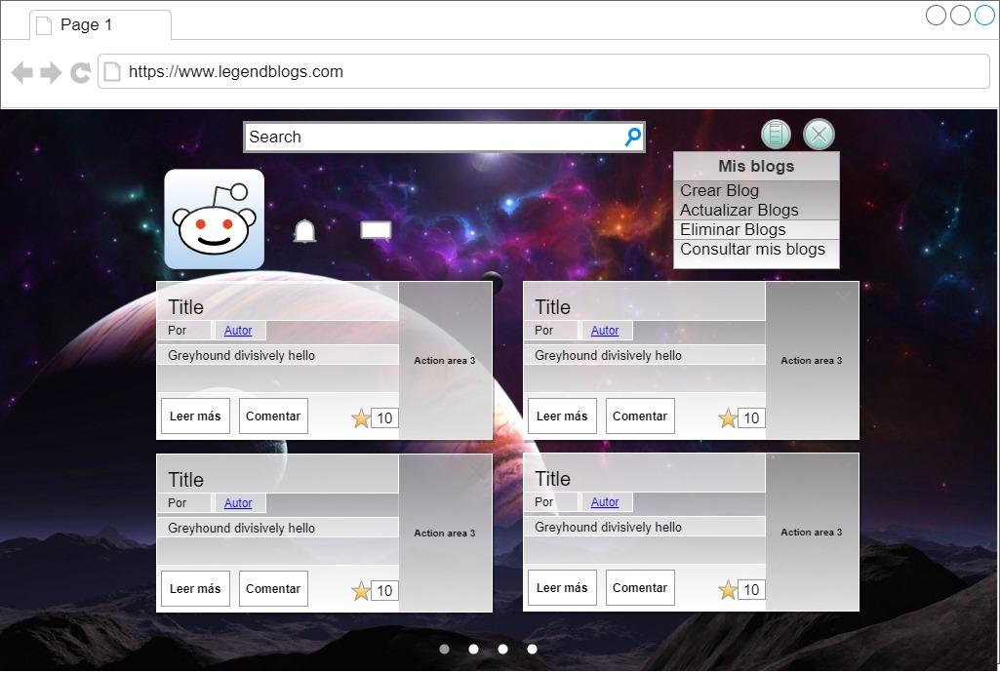 Page 1
https://www.legendblogs.com
Search
Mis blogs
Crear Blog
Actualizar Blogs
Eliminar Blogs
Consultar mis blogs
Title
Por Autor
Greyhound divisively hello
Action area 3
Leer más Comentar 10
Title
Por Autor
Greyhound divisively hello
Action area 3
Leer más Comentar 10
Title
Por Autor
Greyhound divisively hello
Action area 3
Leer más Comentar 10
Title
Por Autor
Greyhound divisively hello
Action area 3
Leer más Comentar 10